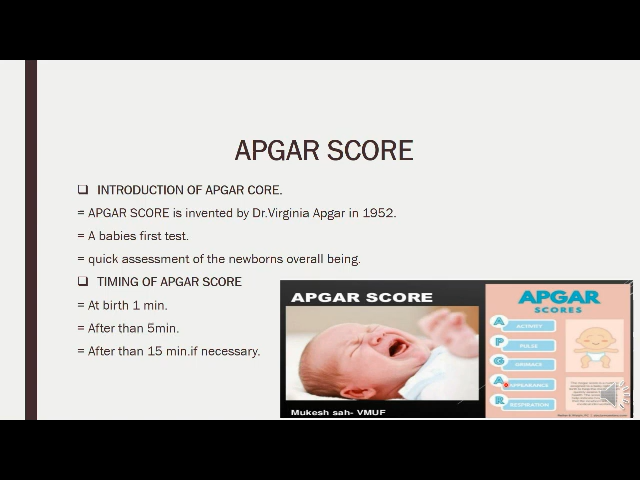 APGAR SCORE
❑ INTRODUCTION OF APGAR CORE.
= APGAR SCORE is invented by Dr.Virginia Apgar in 1952.
= A babies first test.
= quick assessment of the newborns overall being.
❑ TIMING OF APGAR SCORE
= At birth 1 min.
= After than 5min.
= After than 15 min.if necessary.
APGAR SCORE
Mukesh sah- VMUF
APGAR
SCORES
A ACTIVITY
P PULSE
G GRIMACE
A APPEARANCE
R RESPIRATION